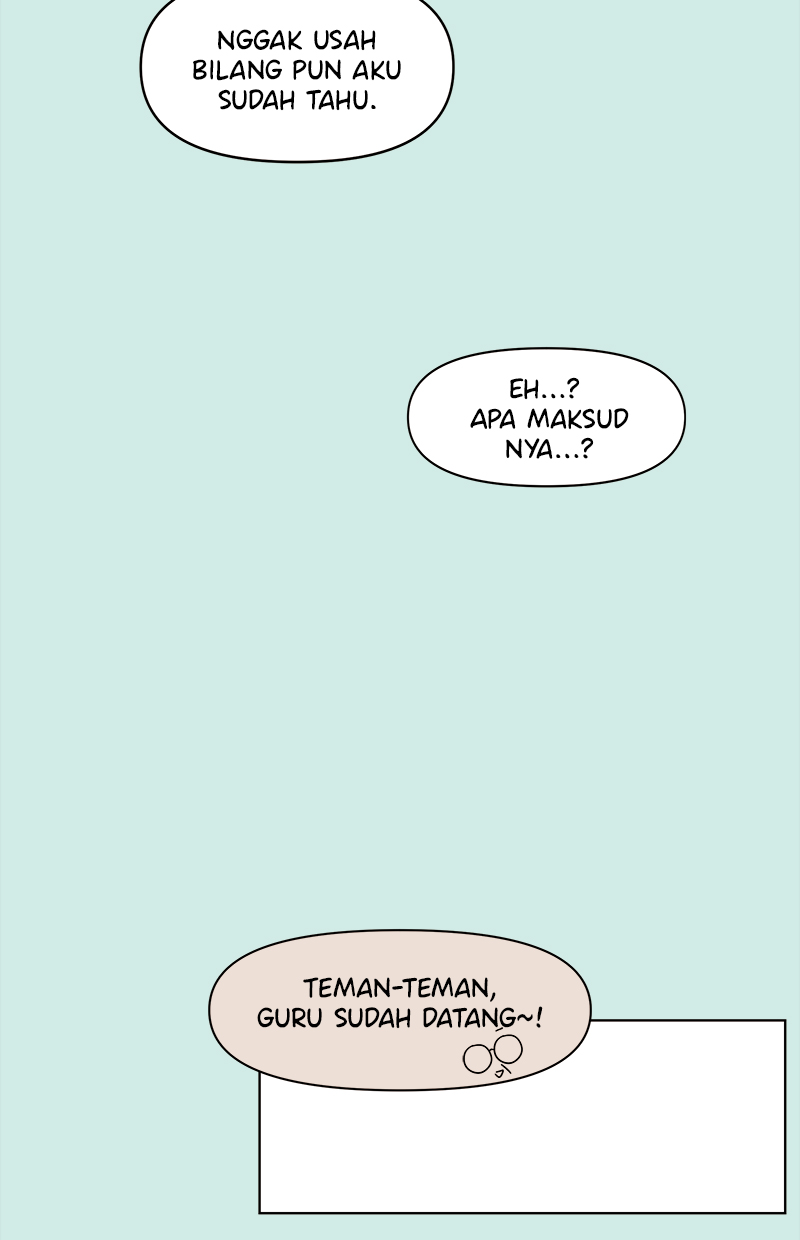 NGGAK USAH
BILANG PUN AKU
SUDAH TAHU.
EH...?
APA MAKSUD
NYA...?
TEMAN-TEMAN,
GURU SUDAH DATANG~!